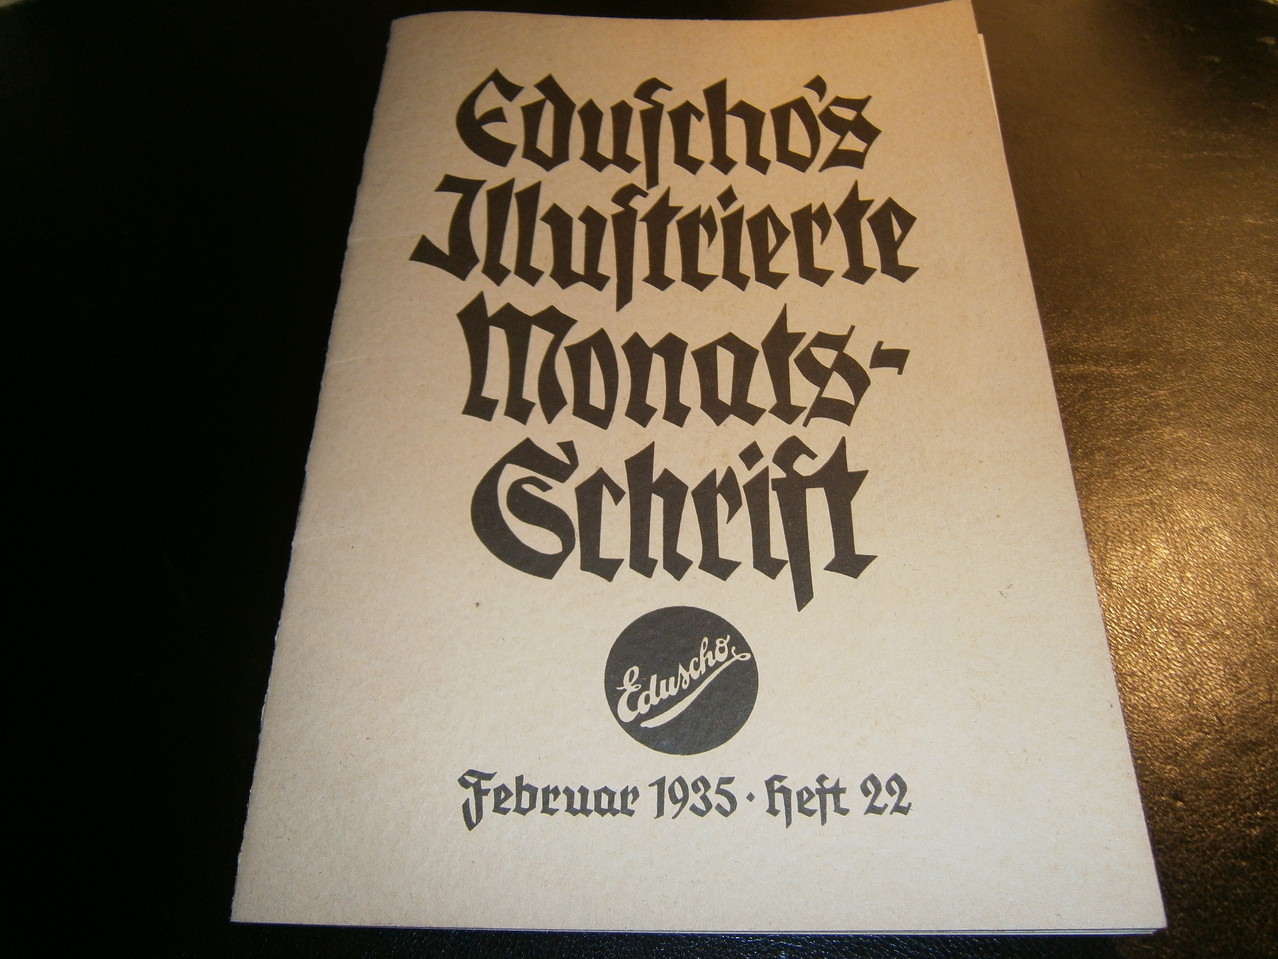 Eduſcho's
Illuſtrierte
Monats-
Schrift
Eduscho
Februar 1935 · Heft 22